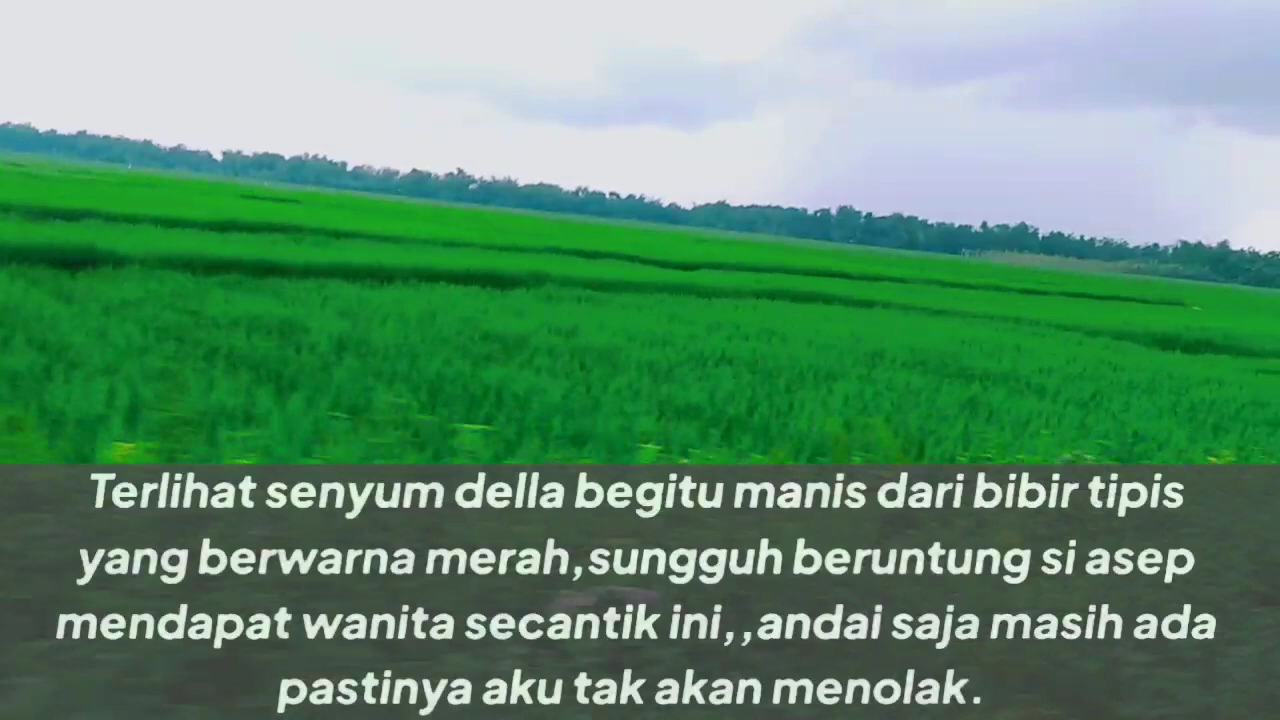 Terlihat senyum della begitu manis dari bibir tipis
yang berwarna merah,sungguh beruntung si asep
mendapat wanita secantik ini,,andai saja masih ada
pastinya aku tak akan menolak.